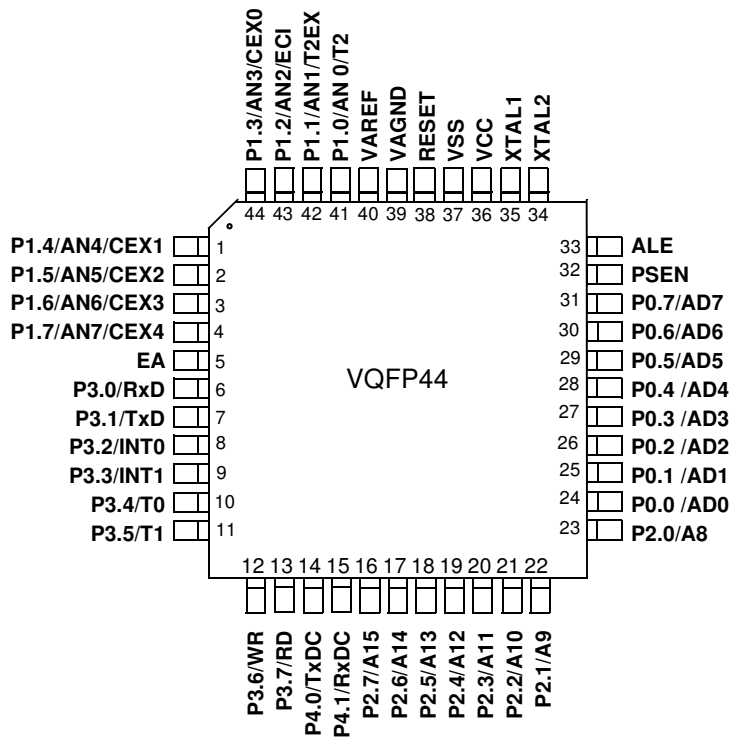 P1.3/AN3/CEX0
P1.2/AN2/ECI
P1.1/AN1/T2EX
P1.0/AN 0/T2
VAREF
VAGND
RESET
VSS
VCC
XTAL1
XTAL2
44 43 42 41 40 39 38 37 36 35 34
P1.4/AN4/CEX1 1
P1.5/AN5/CEX2 2
P1.6/AN6/CEX3 3
P1.7/AN7/CEX4 4
EA 5
P3.0/RxD 6
P3.1/TxD 7
P3.2/INT0 8
P3.3/INT1 9
P3.4/T0 10
P3.5/T1 11
VQFP44
33 ALE
32 PSEN
31 P0.7/AD7
30 P0.6/AD6
29 P0.5/AD5
28 P0.4 /AD4
27 P0.3 /AD3
26 P0.2 /AD2
25 P0.1 /AD1
24 P0.0 /AD0
23 P2.0/A8
12 13 14 15 16 17 18 19 20 21 22
P3.6/WR
P3.7/RD
P4.0/TxDC
P4.1/RxDC
P2.7/A15
P2.6/A14
P2.5/A13
P2.4/A12
P2.3/A11
P2.2/A10
P2.1/A9